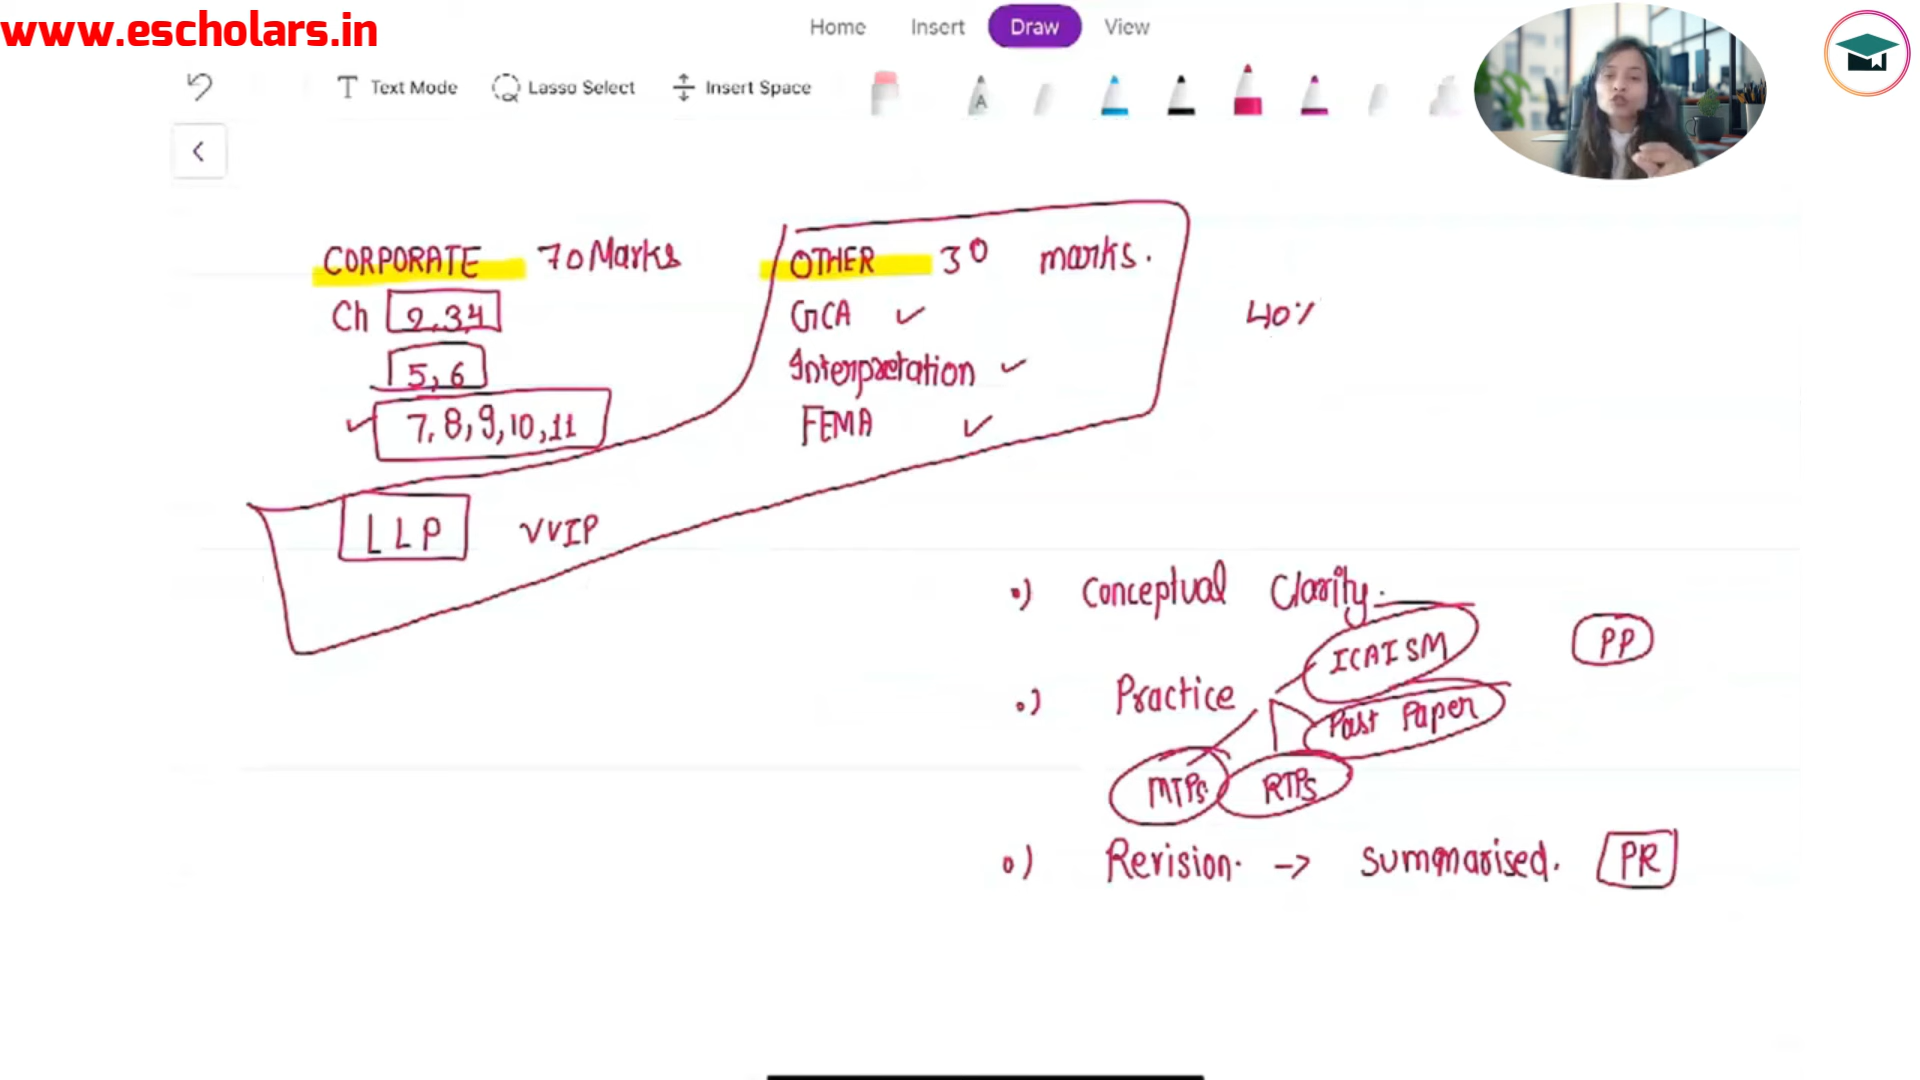 www.escholars.in
Home Insert Draw View
Text Mode Lasso Select Insert Space
A
CORPORATE 70 Marks
OTHER 30 marks.
Ch 2,3,4
GCA
40%
5,6
Interpretation
7,8,9,10,11
FEMA
LLP VVIP
Conceptual Clarity.
ICAI SM
PP
Practice
Past Paper
MTPs RTPs
Revision. -> summarised. PR